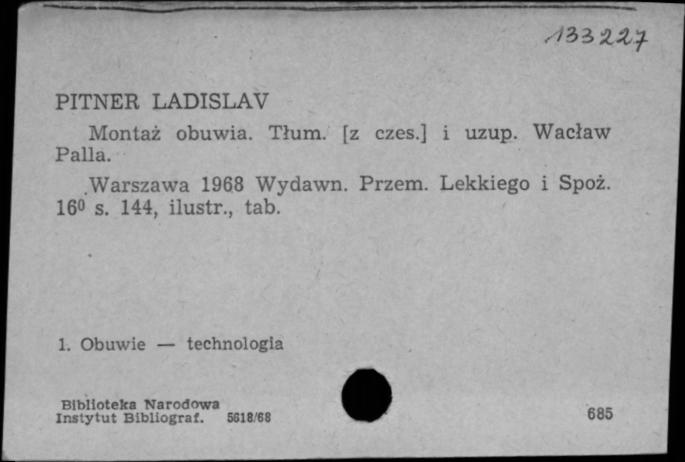 133227
PITNER LADISLAV
Montaż obuwia. Tłum. [z czes.] i uzup. Wacław
Palla.
Warszawa 1968 Wydawn. Przem. Lekkiego i Spoż.
16⁰ s. 144, ilustr., tab.
1. Obuwie — technologia
Biblioteka Narodowa
Instytut Bibliograf. 5618/68
685